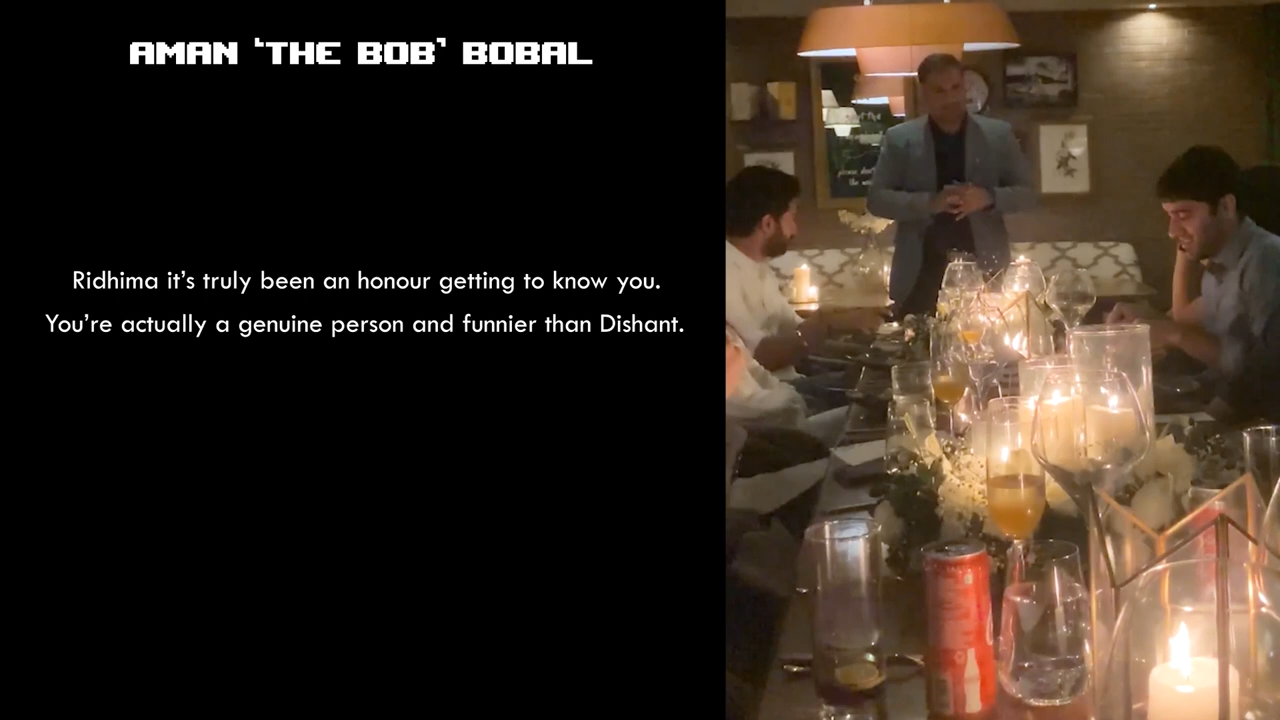 AMAN ‘THE BOB’ BOBAL
Ridhima it’s truly been an honour getting to know you.
You’re actually a genuine person and funnier than Dishant.